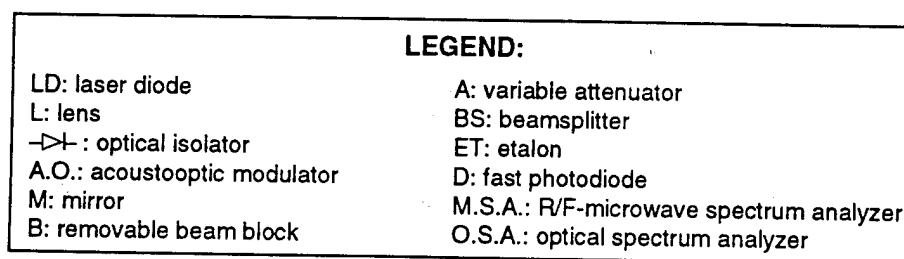 LEGEND:
LD: laser diode
L: lens
: optical isolator
A.O.: acoustooptic modulator
M: mirror
B: removable beam block
A: variable attenuator
BS: beamsplitter
ET: etalon
D: fast photodiode
M.S.A.: R/F-microwave spectrum analyzer
O.S.A.: optical spectrum analyzer